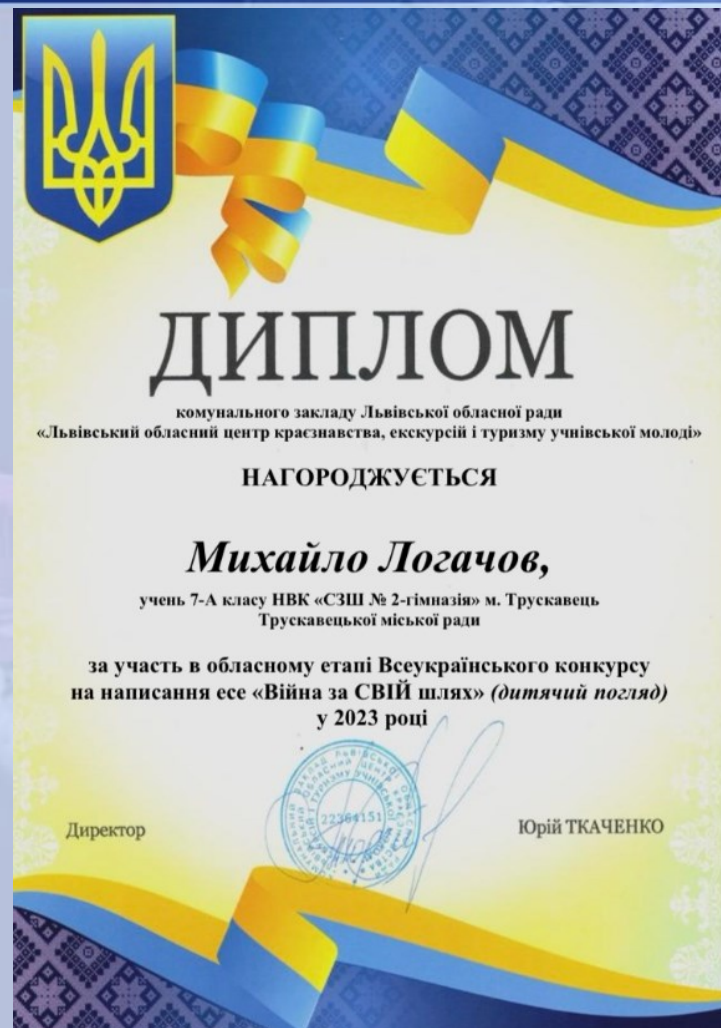 ДИПЛОМ
комунального закладу Львівської обласної ради
«Львівський обласний центр краєзнавства, екскурсій і туризму учнівської молоді»
НАГОРОДЖУЄТЬСЯ
Михайло Логачов,
учень 7-А класу НВК «СЗШ № 2-гімназія» м. Трускавець
Трускавецької міської ради
за участь в обласному етапі Всеукраїнського конкурсу
на написання есе «Війна за СВІЙ шлях» (дитячий погляд)
у 2023 році
22364151
Директор
Юрій ТКАЧЕНКО